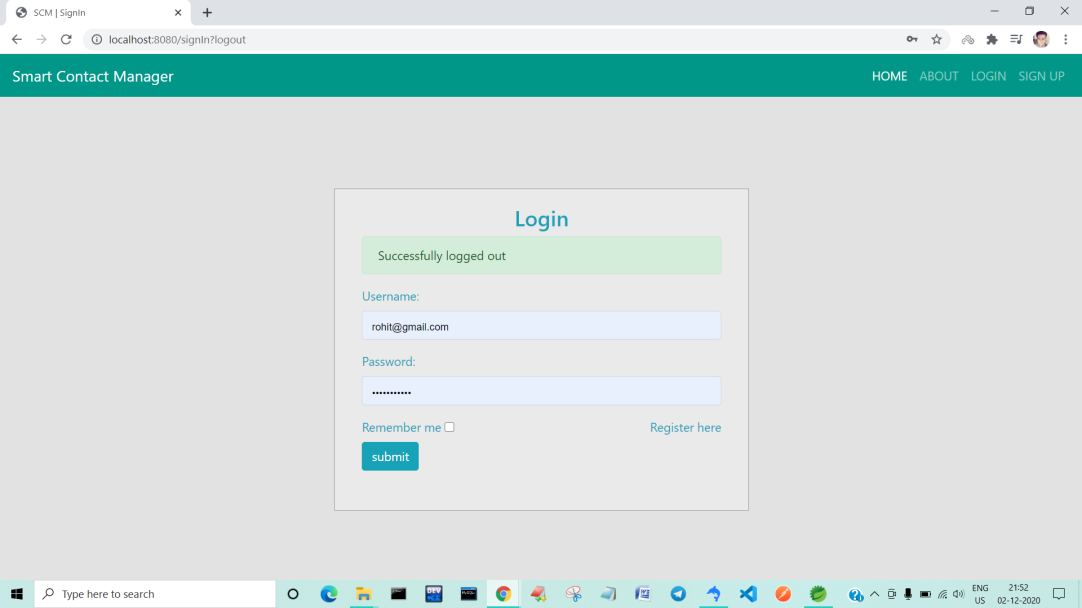 SCM | SignIn
localhost:8080/signIn?logout
Smart Contact Manager
HOME ABOUT LOGIN SIGN UP
Login
Successfully logged out
Username:
rohit@gmail.com
Password:
•••••••••••
Remember me
Register here
submit
Type here to search
DEV
ENG 21:52
US 02-12-2020